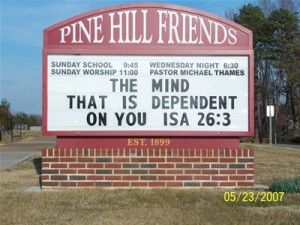 PINE HILL FRIENDS
SUNDAY SCHOOL 9:45 WEDNESDAY NIGHT 6:30
SUNDAY WORSHIP 11:00 PASTOR MICHAEL THAMES
THE MIND
THAT IS DEPENDENT
ON YOU ISA 26:3
EST. 1899
05/23/2007